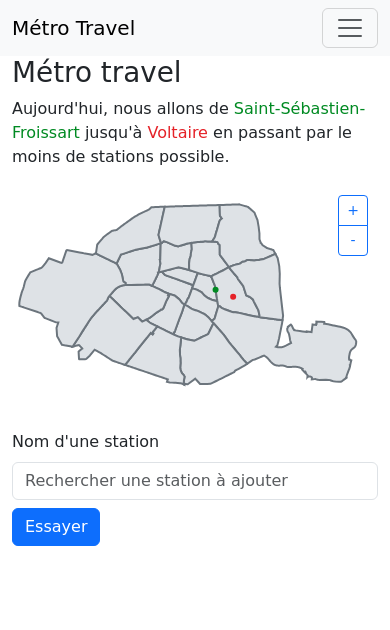 Métro Travel
Métro travel
Aujourd'hui, nous allons de Saint-Sébastien-
Froissart jusqu'à Voltaire en passant par le
moins de stations possible.
+
-
Nom d'une station
Rechercher une station à ajouter
Essayer